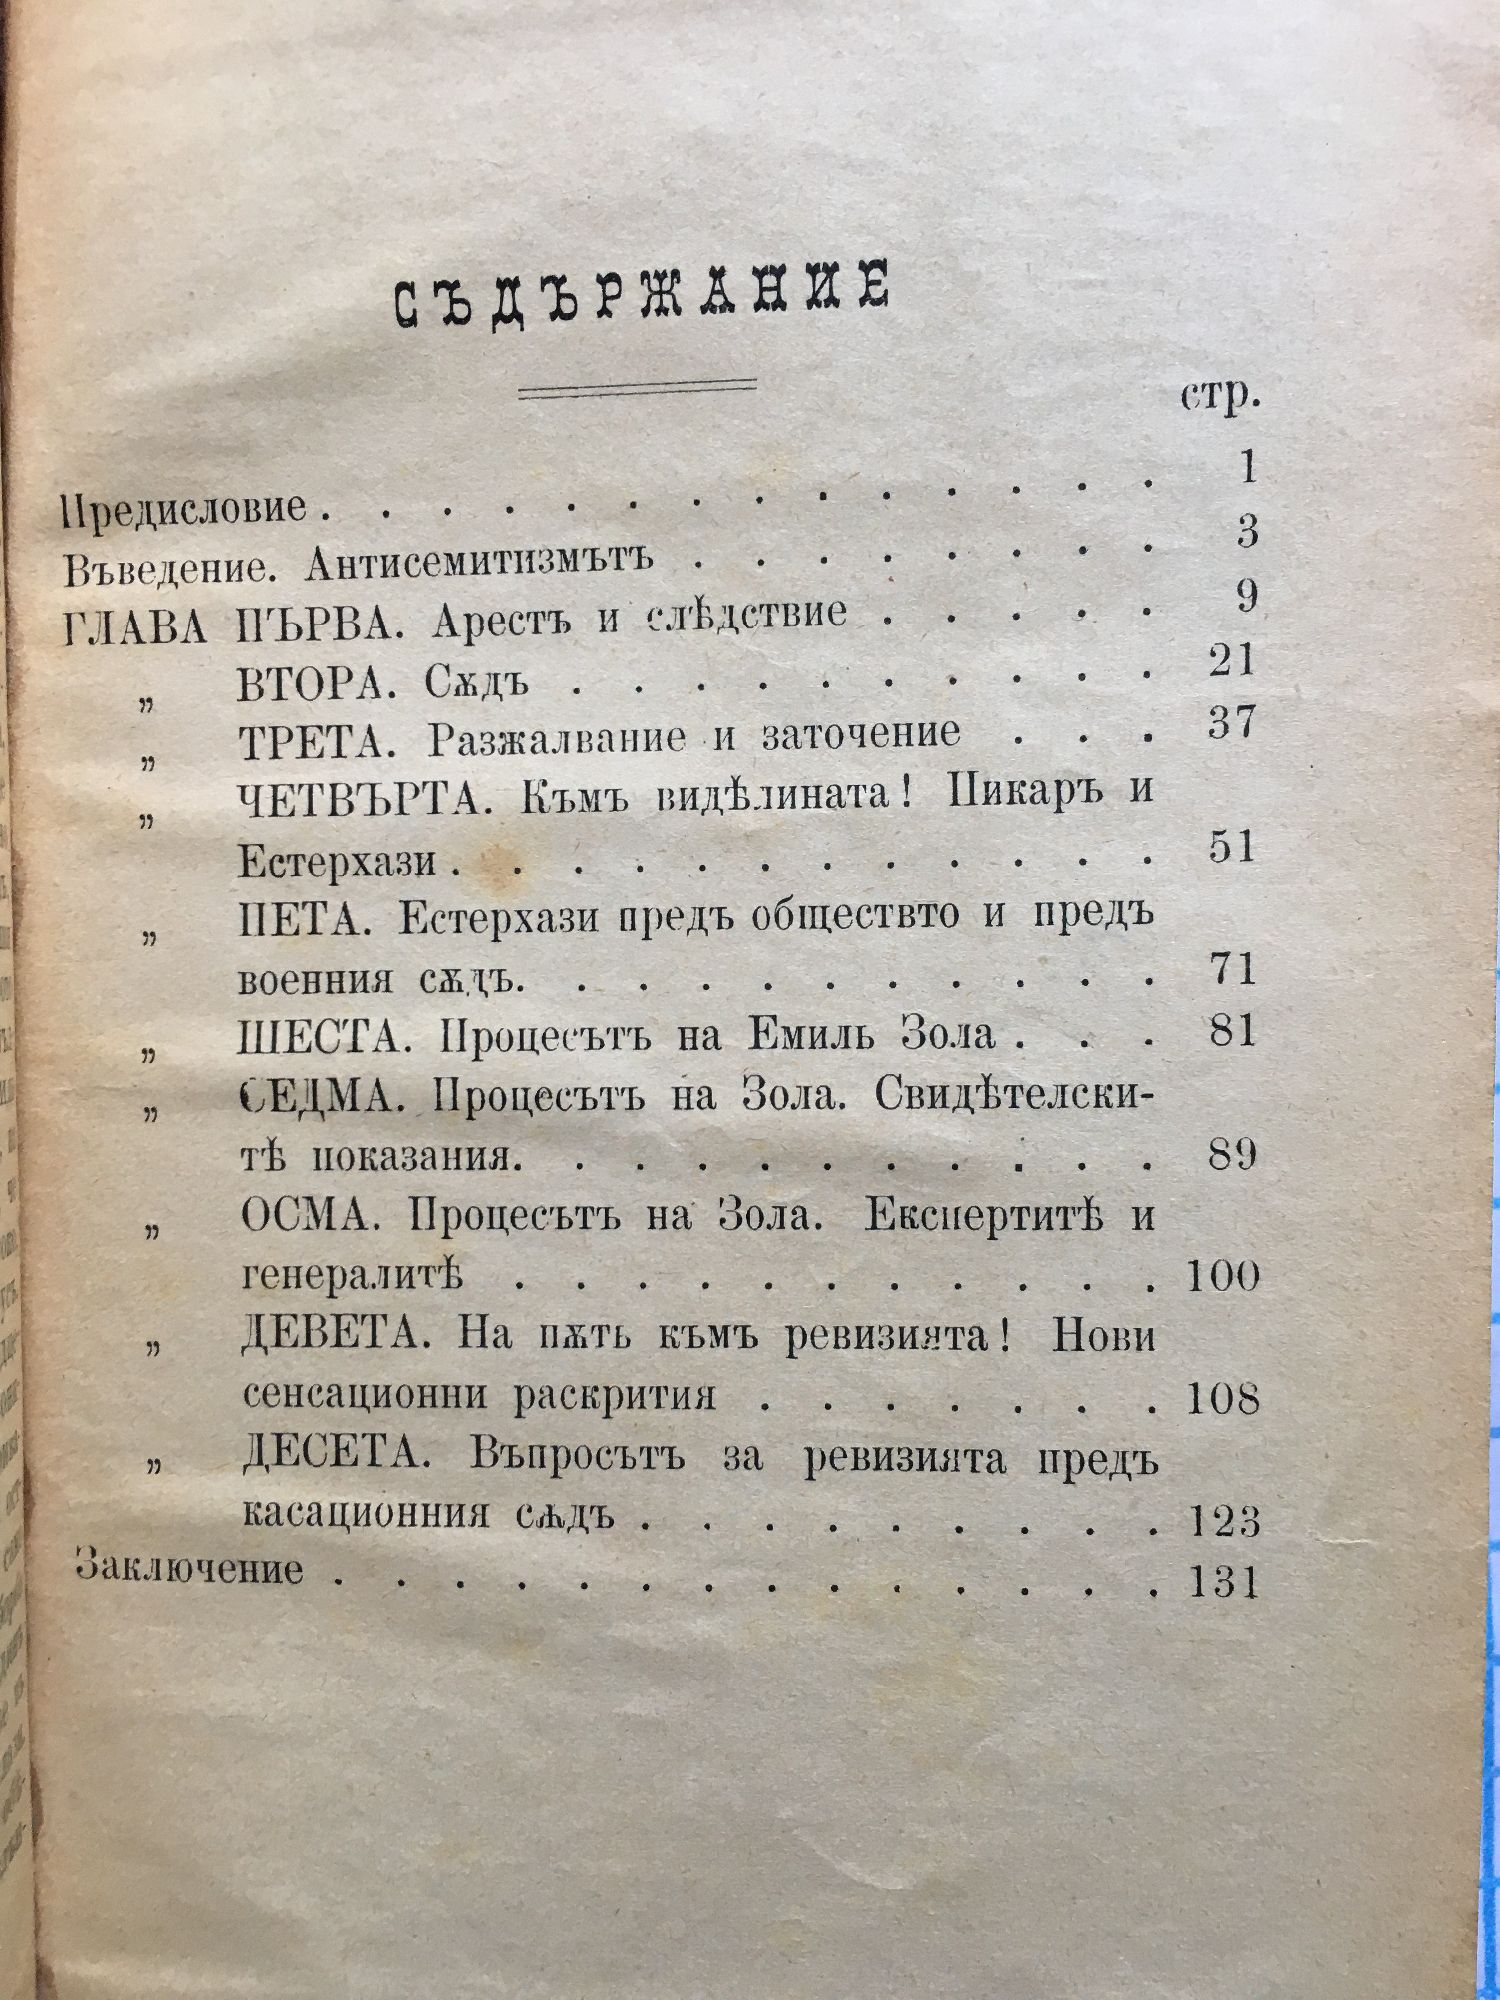 СЪДЪРЖАНИЕ
стр.
Предисловие . . . . . . . . . . . . . . 1
Въведение. Антисемитизмътъ . . . . . . . . 3
ГЛАВА ПЪРВА. Арестъ и слѣдствие . . . . . 9
„ ВТОРА. Сѫдъ . . . . . . . . . . 21
„ ТРЕТА. Разжалвание и заточение . . . 37
„ ЧЕТВЪРТА. Къмъ видѣлината! Пикаръ и
Естерхази . . . . . . . . . . . . 51
„ ПЕТА. Естерхази предъ обществто и предъ
военния сѫдъ. . . . . . . . . . . 71
„ ШЕСТА. Процесътъ на Емиль Зола . . . 81
„ СЕДМА. Процесътъ на Зола. Свидѣтелски-
тѣ показания. . . . . . . . . . . 89
„ ОСМА. Процесътъ на Зола. Експертитѣ и
генералитѣ . . . . . . . . . . . 100
„ ДЕВЕТА. На пѫть къмъ ревизията! Нови
сенсационни раскрития . . . . . . . 108
„ ДЕСЕТА. Въпросътъ за ревизията предъ
касационния сѫдъ . . . . . . . . . 123
Заключение . . . . . . . . . . . . . . 131